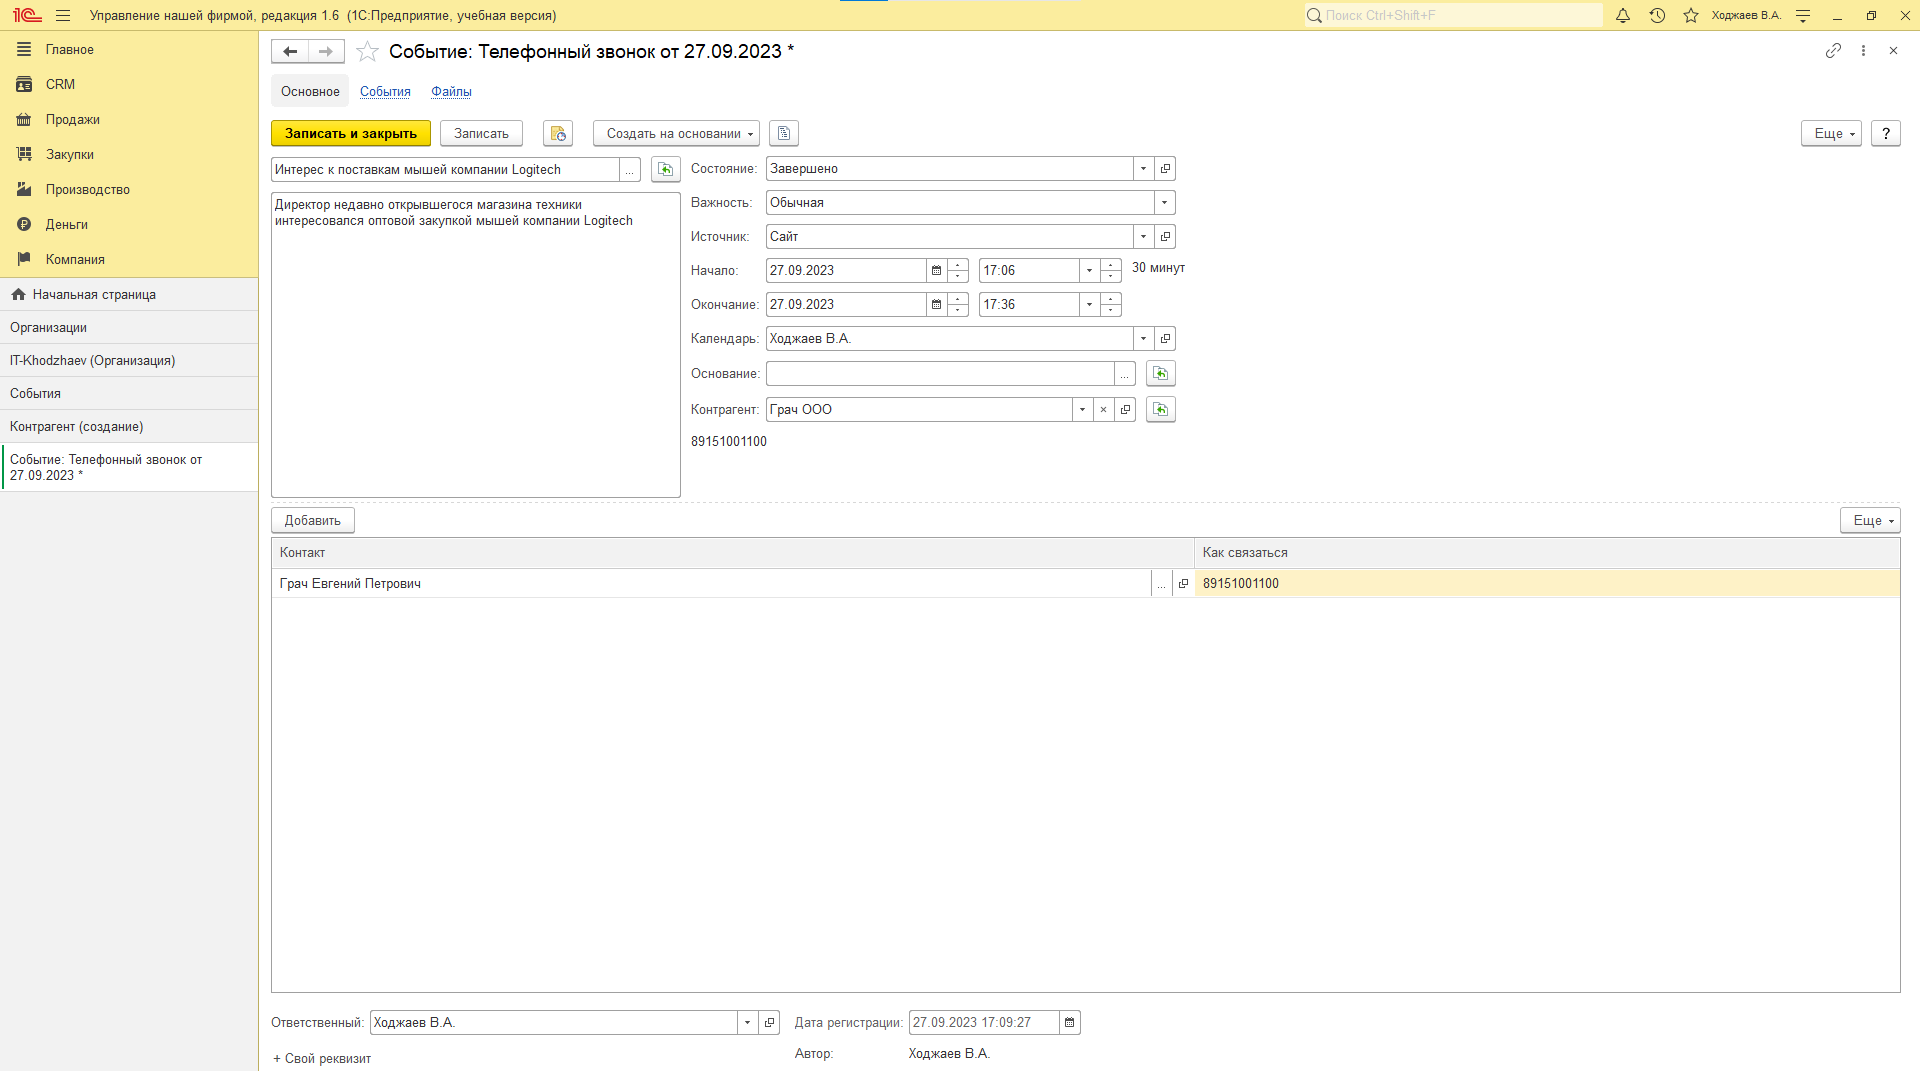 Управление нашей фирмой, редакция 1.6 (1С:Предприятие, учебная версия)
Поиск Ctrl+Shift+F
Ходжаев В.А.
Главное
CRM
Продажи
Закупки
Производство
Деньги
Компания
Начальная страница
Организации
IT-Khodzhaev (Организация)
События
Контрагент (создание)
Событие: Телефонный звонок от
27.09.2023 *
Событие: Телефонный звонок от 27.09.2023 *
Основное События Файлы
Записать и закрыть Записать Создать на основании Еще ?
Интерес к поставкам мышей компании Logitech ...
Директор недавно открывшегося магазина техники
интересовался оптовой закупкой мышей компании Logitech
Состояние: Завершено
Важность: Обычная
Источник: Сайт
Начало: 27.09.2023 17:06 30 минут
Окончание: 27.09.2023 17:36
Календарь: Ходжаев В.А.
Основание: ...
Контрагент: Грач ООО
89151001100
Добавить Еще
Контакт Как связаться
Грач Евгений Петрович ... 89151001100
Ответственный: Ходжаев В.А. Дата регистрации: 27.09.2023 17:09:27
+ Свой реквизит Автор: Ходжаев В.А.